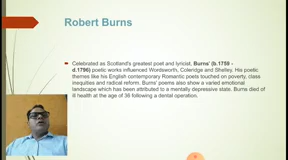 Robert Burns
Celebrated as Scotland's greatest poet and lyricist, Burns' (b.1759 -
d.1796) poetic works influenced Wordsworth, Coleridge and Shelley. His poetic
themes like his English contemporary Romantic poets touched on poverty, class
inequities and radical reform. Burns's poems also show a varied emotional
landscape which has been attributed to a mentally depressive state. Burns died of
ill health at the age of 36 following a dental operation.